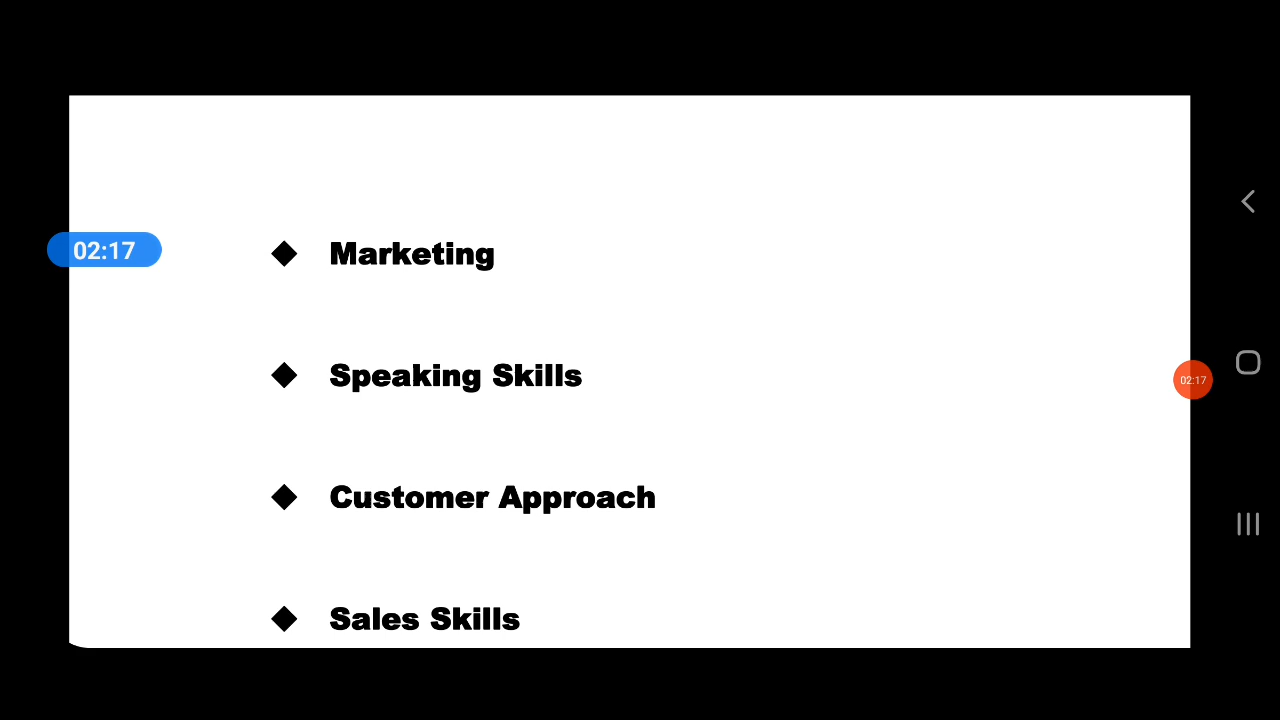 Marketing
02:17
Speaking Skills
02:17
Customer Approach
Sales Skills